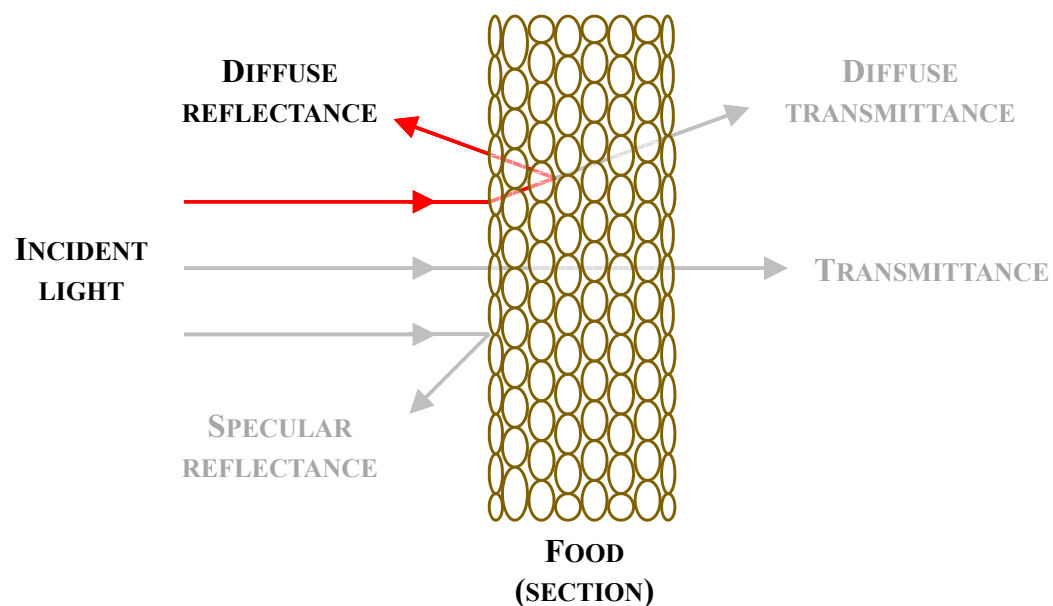 DIFFUSE
REFLECTANCE
DIFFUSE
TRANSMITTANCE
INCIDENT
LIGHT
TRANSMITTANCE
SPECULAR
REFLECTANCE
FOOD
(SECTION)